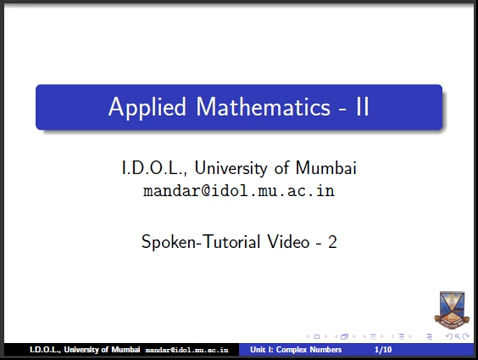 Applied Mathematics - II
I.D.O.L., University of Mumbai
mandar@idol.mu.ac.in
Spoken-Tutorial Video - 2
I.D.O.L., University of Mumbai mandar@idol.mu.ac.in Unit I: Complex Numbers 1/10